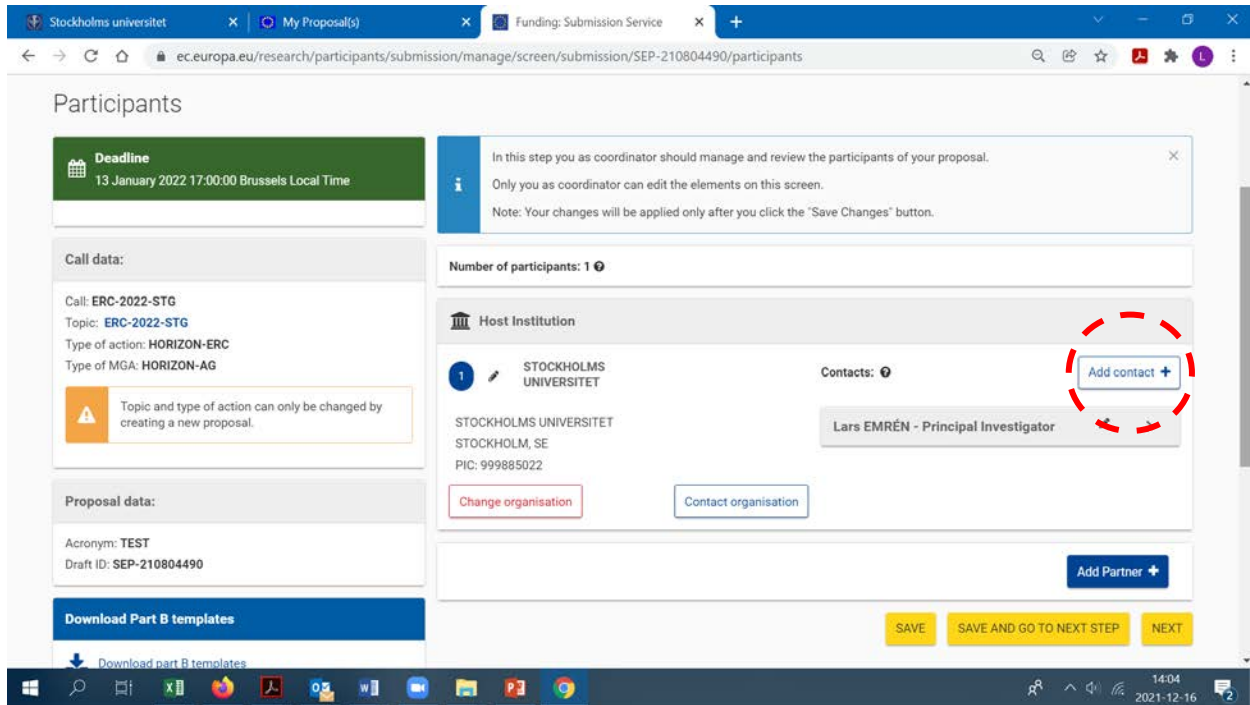 Stockholms universitet
My Proposal(s)
Funding: Submission Service
ec.europa.eu/research/participants/submission/manage/screen/submission/SEP-210804490/participants
L
Participants
Deadline
13 January 2022 17:00:00 Brussels Local Time
In this step you as coordinator should manage and review the participants of your proposal.
Only you as coordinator can edit the elements on this screen.
Note: Your changes will be applied only after you click the "Save Changes" button.
Call data:
Call: ERC-2022-STG
Topic: ERC-2022-STG
Type of action: HORIZON-ERC
Type of MGA: HORIZON-AG
Topic and type of action can only be changed by
creating a new proposal.
Proposal data:
Acronym: TEST
Draft ID: SEP-210804490
Download Part B templates
Download part B templates
Number of participants: 1
Host Institution
1
STOCKHOLMS
UNIVERSITET
Contacts:
Add contact
STOCKHOLMS UNIVERSITET
STOCKHOLM, SE
PIC: 999885022
Lars EMRÉN - Principal Investigator
Change organisation
Contact organisation
Add Partner
SAVE
SAVE AND GO TO NEXT STEP
NEXT
14:04
2021-12-16
2